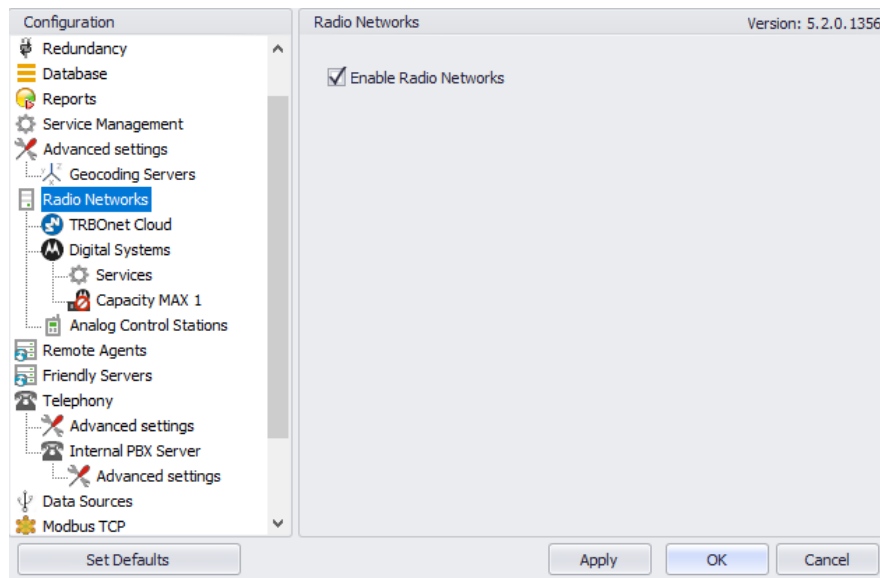 Configuration
Redundancy
Database
Reports
Service Management
Advanced settings
Geocoding Servers
Radio Networks
TRBOnet Cloud
Digital Systems
Services
Capacity MAX 1
Analog Control Stations
Remote Agents
Friendly Servers
Telephony
Advanced settings
Internal PBX Server
Advanced settings
Data Sources
Modbus TCP
Radio Networks Version: 5.2.0.1356
Enable Radio Networks
Set Defaults Apply OK Cancel